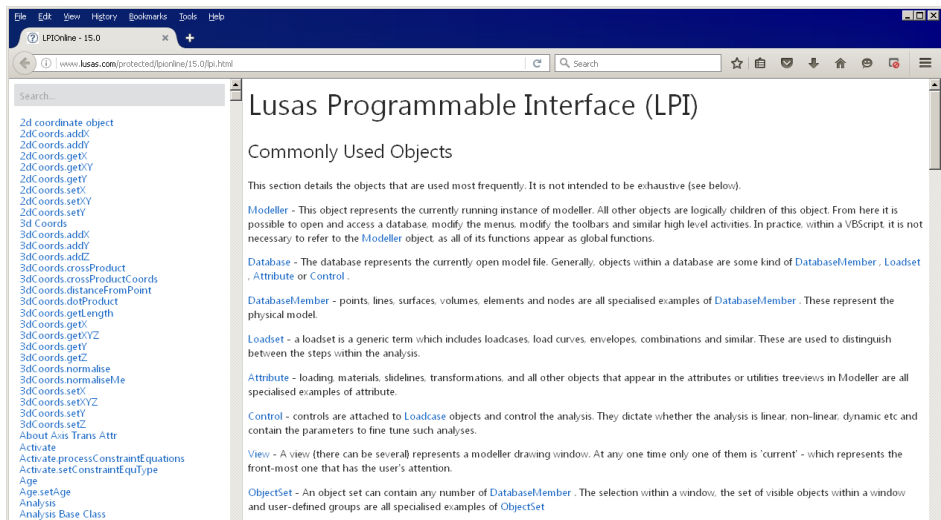 File Edit View History Bookmarks Tools Help
LPIOnline - 15.0
www.lusas.com/protected/lpionline/15.0/lpi.html
Search
Search...
2d coordinate object
2dCoords.addX
2dCoords.addY
2dCoords.getX
2dCoords.getXY
2dCoords.getY
2dCoords.setX
2dCoords.setXY
2dCoords.setY
3d Coords
3dCoords.addX
3dCoords.addY
3dCoords.addZ
3dCoords.crossProduct
3dCoords.crossProductCoords
3dCoords.distanceFromPoint
3dCoords.dotProduct
3dCoords.getLength
3dCoords.getX
3dCoords.getXYZ
3dCoords.getY
3dCoords.getZ
3dCoords.normalise
3dCoords.normaliseMe
3dCoords.setX
3dCoords.setXYZ
3dCoords.setY
3dCoords.setZ
About Axis Trans Attr
Activate
Activate.processConstraintEquations
Activate.setConstraintEquType
Age
Age.setAge
Analysis
Analysis Base Class
Lusas Programmable Interface (LPI)
Commonly Used Objects
This section details the objects that are used most frequently. It is not intended to be exhaustive (see below).
Modeller - This object represents the currently running instance of modeller. All other objects are logically children of this object. From here it is
possible to open and access a database, modify the menus, modify the toolbars and similar high level activities. In practice, within a VBScript, it is not
necessary to refer to the Modeller object, as all of its functions appear as global functions.
Database - The database represents the currently open model file. Generally, objects within a database are some kind of DatabaseMember , Loadset
, Attribute or Control .
DatabaseMember - points, lines, surfaces, volumes, elements and nodes are all specialised examples of DatabaseMember . These represent the
physical model.
Loadset - a loadset is a generic term which includes loadcases, load curves, envelopes, combinations and similar. These are used to distinguish
between the steps within the analysis.
Attribute - loading, materials, slidelines, transformations, and all other objects that appear in the attributes or utilities treeviews in Modeller are all
specialised examples of attribute.
Control - controls are attached to Loadcase objects and control the analysis. They dictate whether the analysis is linear, non-linear, dynamic etc and
contain the parameters to fine tune such analyses.
View - A view (there can be several) represents a modeller drawing window. At any one time only one of them is 'current' - which represents the
front-most one that has the user's attention.
ObjectSet - An object set can contain any number of DatabaseMember . The selection within a window, the set of visible objects within a window
and user-defined groups are all specialised examples of ObjectSet